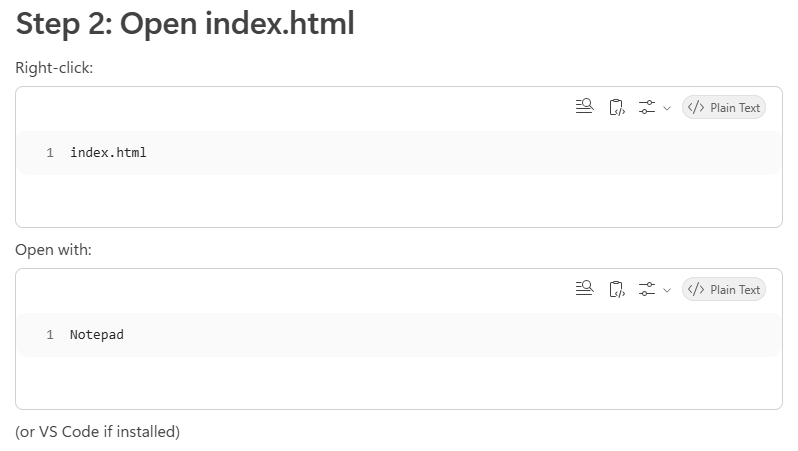 Step 2: Open index.html
Right-click:
</> Plain Text
1 index.html
Open with:
</> Plain Text
1 Notepad
(or VS Code if installed)